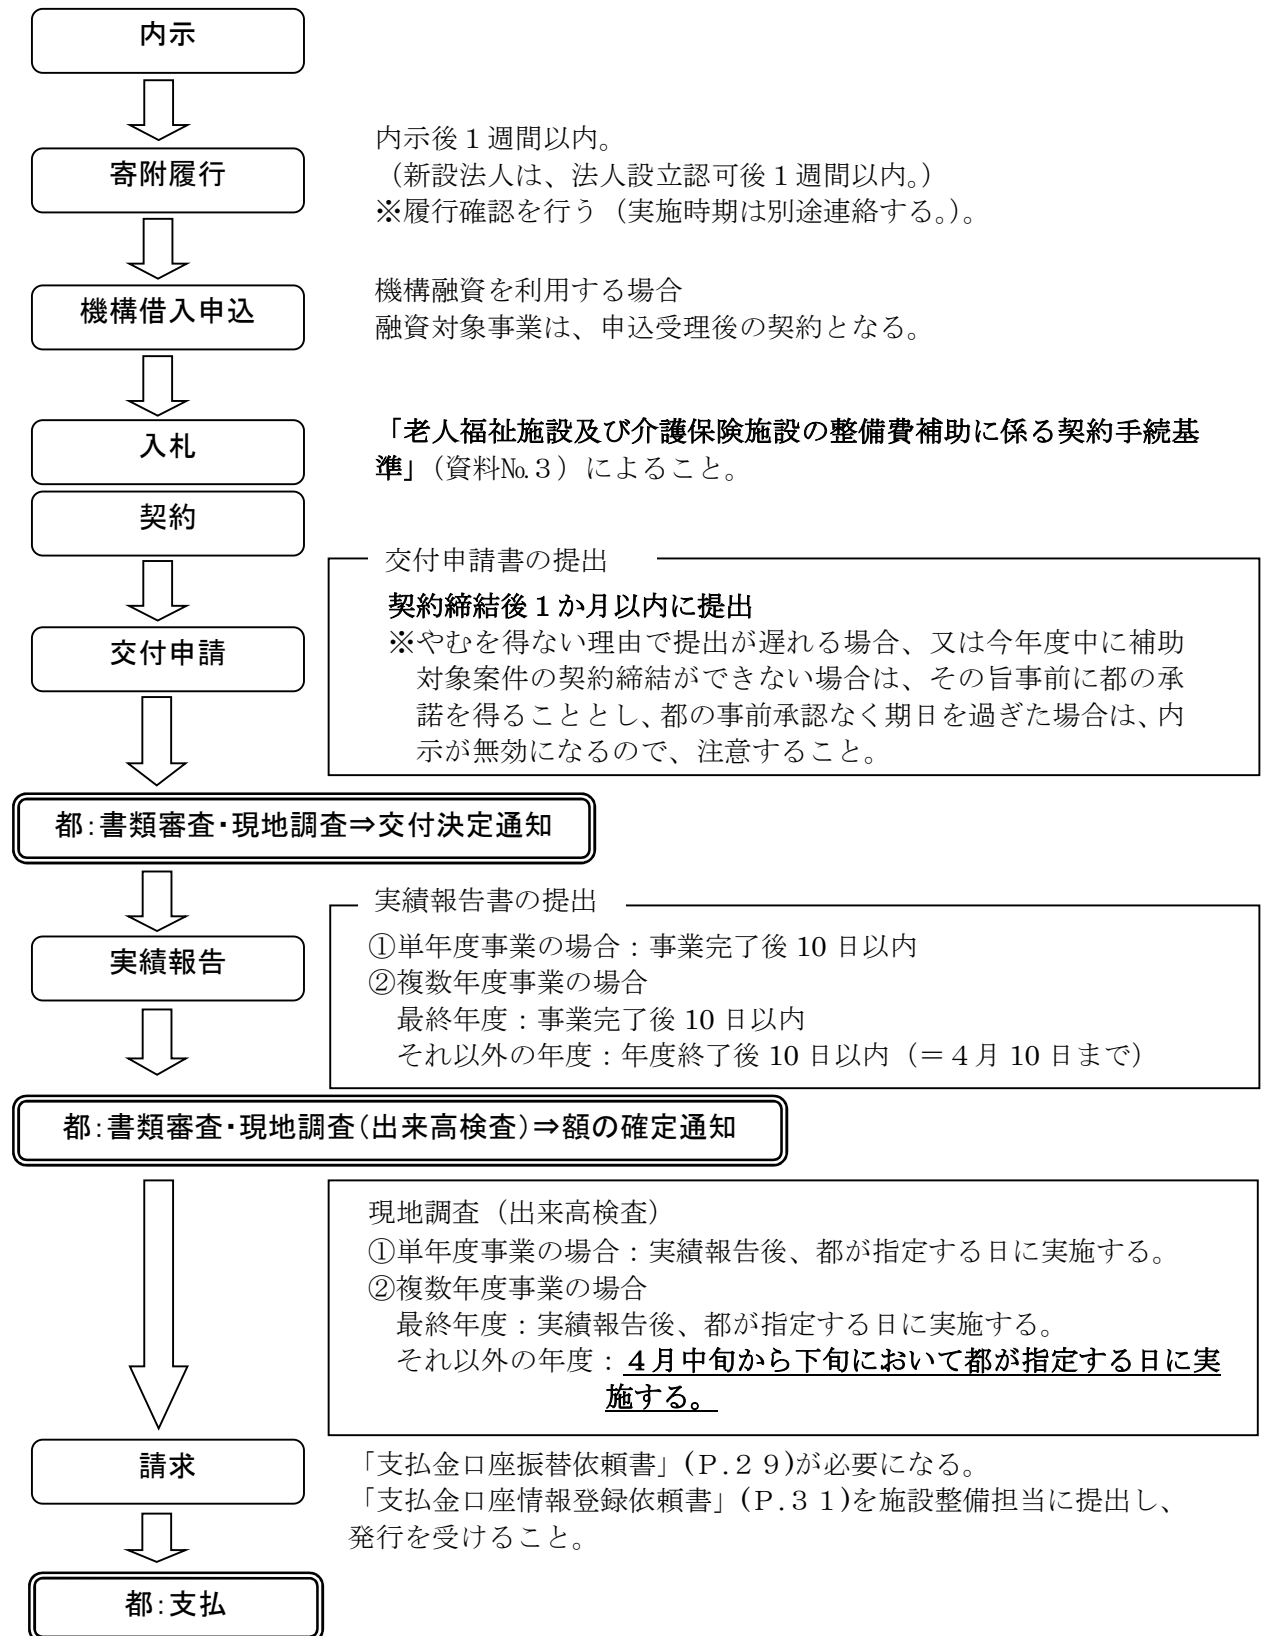 内示
内示後１週間以内。
（新設法人は、法人設立認可後１週間以内。）
寄附履行
※履行確認を行う（実施時期は別途連絡する。）。
機構融資を利用する場合
機構借入申込
融資対象事業は、申込受理後の契約となる。
「老人福祉施設及び介護保険施設の整備費補助に係る契約手続基
入札
準」（資料№３）によること。
契約
交付申請書の提出
契約締結後１か月以内に提出
※やむを得ない理由で提出が遅れる場合、又は今年度中に補助
交付申請
対象案件の契約締結ができない場合は、その旨事前に都の承
諾を得ることとし、都の事前承認なく期日を過ぎた場合は、内
示が無効になるので、注意すること。
都：書類審査・現地調査⇒交付決定通知
実績報告書の提出
①単年度事業の場合：事業完了後 10 日以内
実績報告
②複数年度事業の場合
最終年度：事業完了後 10 日以内
それ以外の年度：年度終了後 10 日以内（＝４月 10 日まで）
都：書類審査・現地調査（出来高検査）⇒額の確定通知
現地調査（出来高検査）
①単年度事業の場合：実績報告後、都が指定する日に実施する。
②複数年度事業の場合
最終年度：実績報告後、都が指定する日に実施する。
それ以外の年度：４月中旬から下旬において都が指定する日に実
施する。
請求
「支払金口座振替依頼書」(Ｐ.２９)が必要になる。
「支払金口座情報登録依頼書」(Ｐ.３１)を施設整備担当に提出し、
発行を受けること。
都：支払